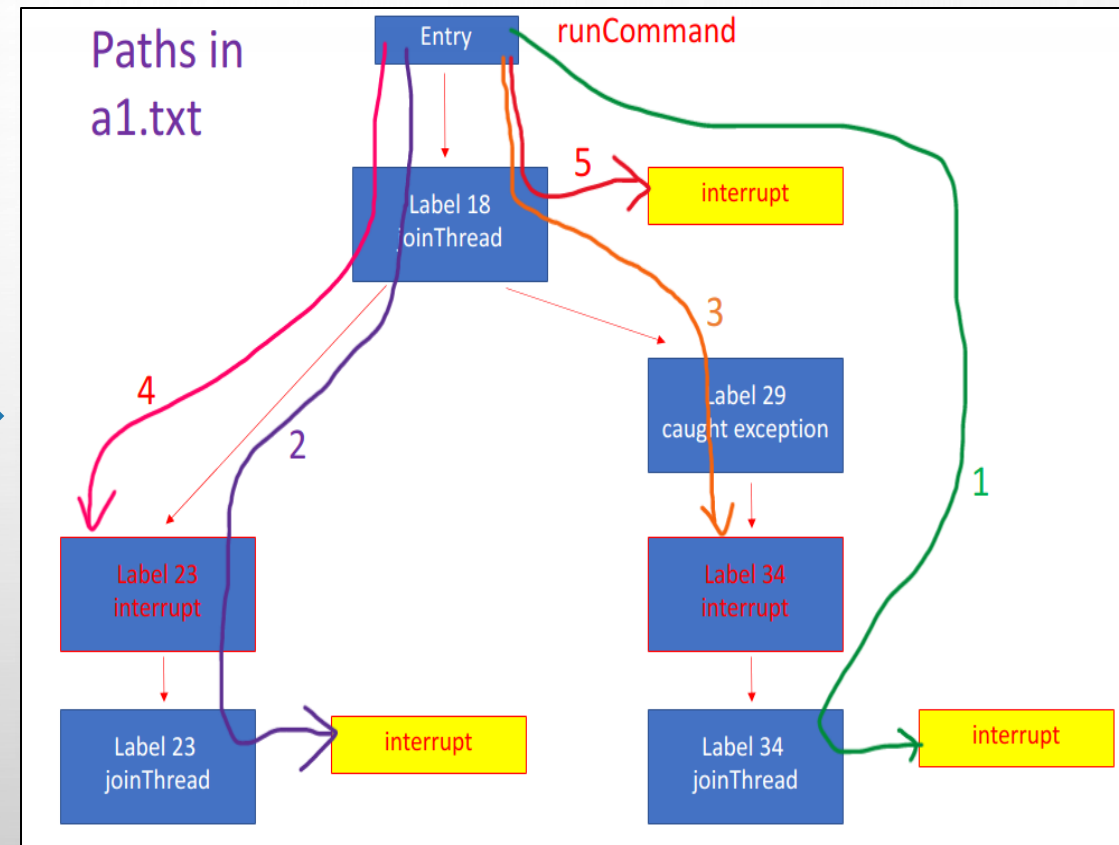 Paths in
a1.txt
Entry
runCommand
Label 18
joinThread
5
interrupt
3
4
2
Label 29
caught exception
1
Label 23
interrupt
Label 34
interrupt
Label 23
joinThread
interrupt
Label 34
joinThread
interrupt